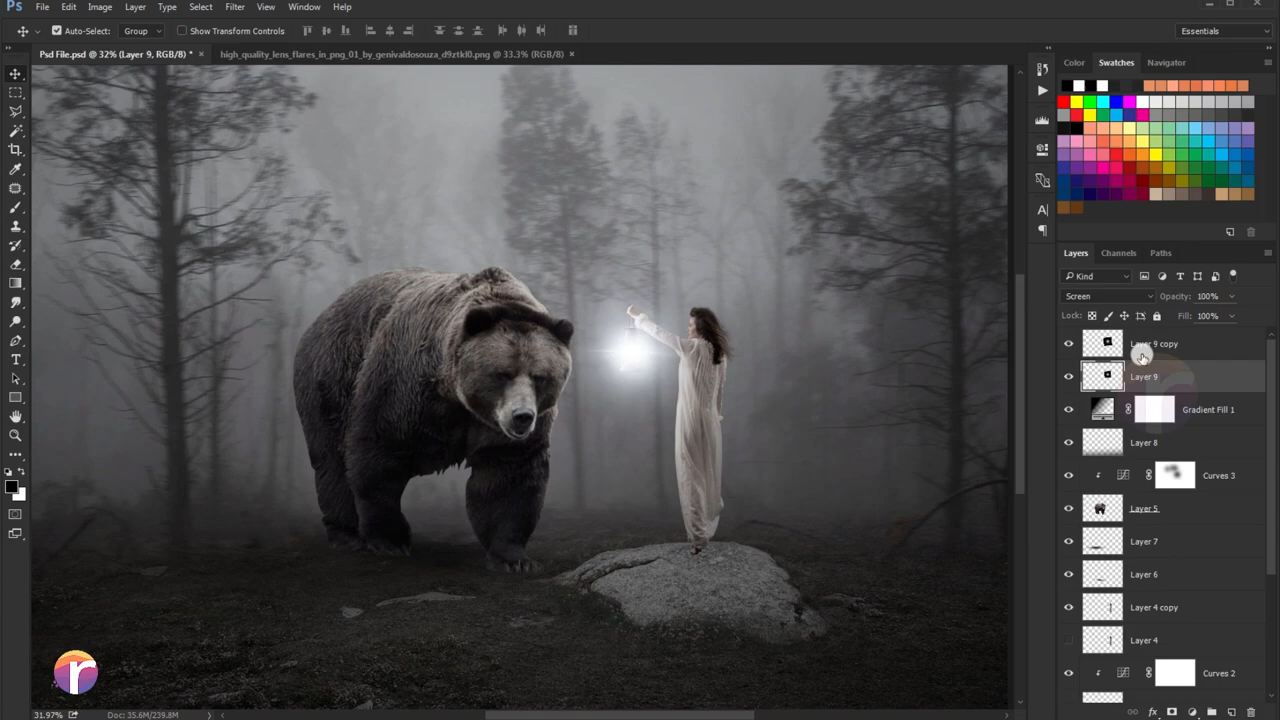 Ps File Edit Image Layer Type Select Filter View Window Help
Auto-Select: Group Show Transform Controls Essentials
Psd File.psd @ 32% (Layer 9, RGB/8) * × high_quality_lens_flares_in_png_01_by_genivaldosouza_d9ztkl0.png @ 33.3% (RGB/8) ×
Color Swatches Navigator
Layers Channels Paths
Kind
Screen Opacity: 100%
Lock: Fill: 100%
Layer 9 copy
Layer 9
Gradient Fill 1
Layer 8
Curves 3
Layer 5
Layer 7
Layer 6
Layer 4 copy
Layer 4
Curves 2
r
31.97% Doc: 35.6M/239.8M
fx